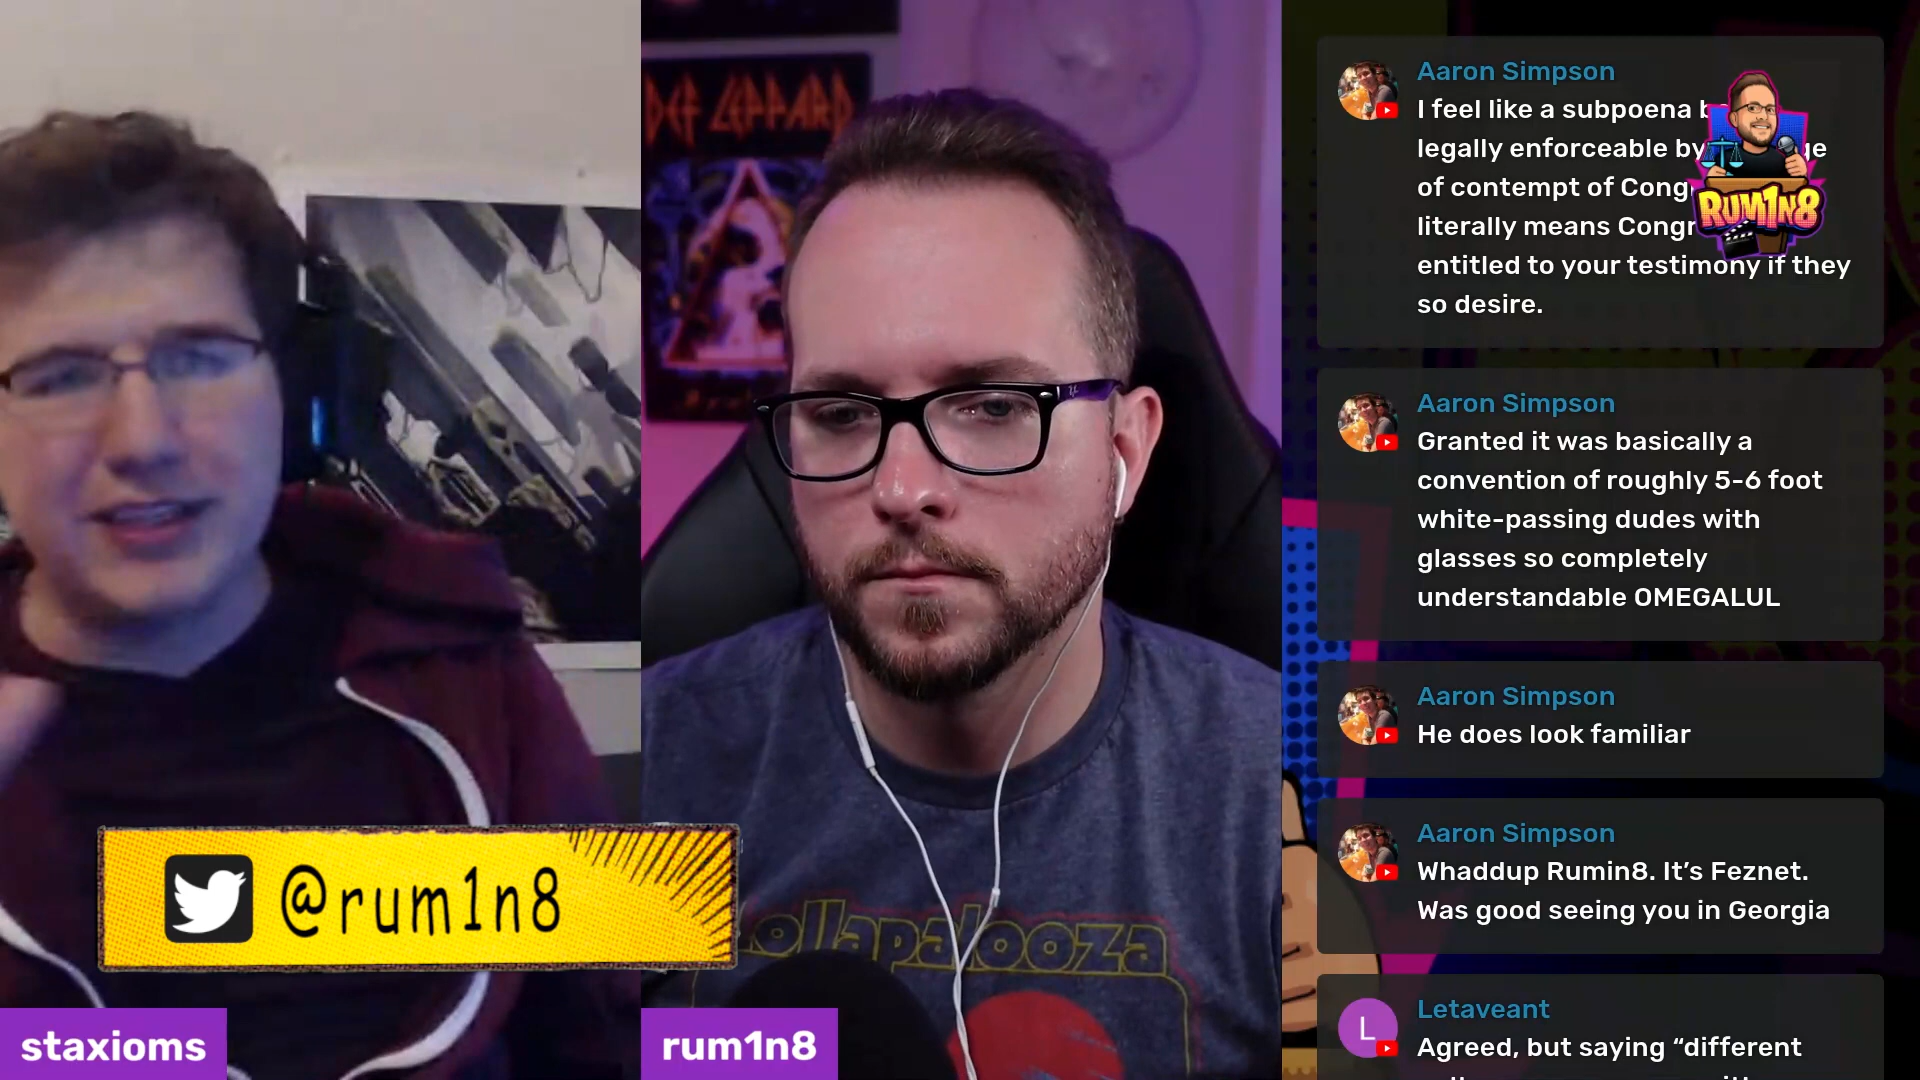 DEF LEPPARD
lollapalooza
@rum1n8
staxioms
rum1n8
Aaron Simpson
I feel like a subpoena
legally enforceable by
of contempt of
literally means
entitled to your testimony if they
so desire.
RUM1N8
Aaron Simpson
Granted it was basically a
convention of roughly 5-6 foot
white-passing dudes with
glasses so completely
understandable OMEGALUL
Aaron Simpson
He does look familiar
Aaron Simpson
Whaddup Rumin8. It’s Feznet.
Was good seeing you in Georgia
L
Letaveant
Agreed, but saying “different